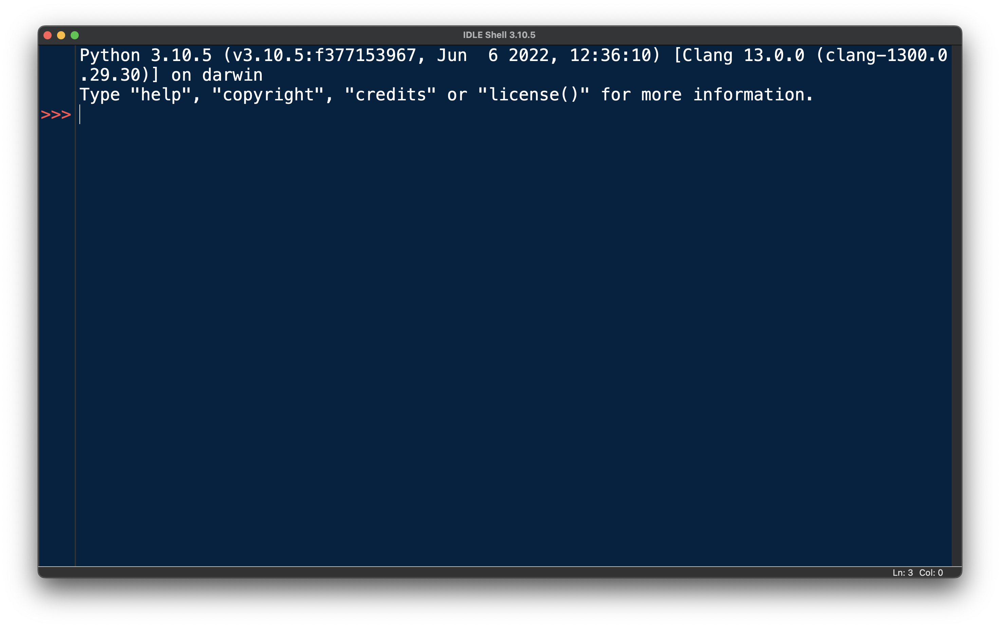 IDLE Shell 3.10.5
Python 3.10.5 (v3.10.5:f377153967, Jun  6 2022, 12:36:10) [Clang 13.0.0 (clang-1300.0
.29.30)] on darwin
Type "help", "copyright", "credits" or "license()" for more information.
>>>
Ln: 3  Col: 0